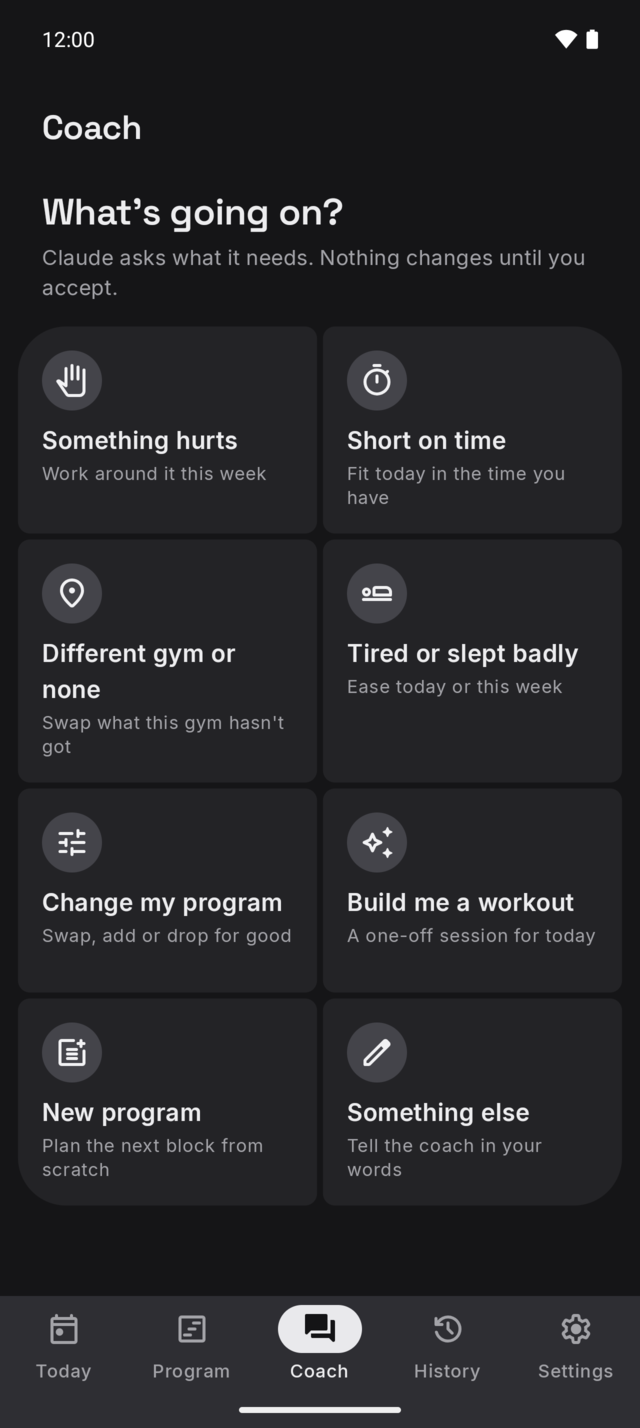 12:00
Coach
What's going on?
Claude asks what it needs. Nothing changes until you
accept.
Something hurts
Work around it this week
Short on time
Fit today in the time you
have
Different gym or
none
Swap what this gym hasn't
got
Tired or slept badly
Ease today or this week
Change my program
Swap, add or drop for good
Build me a workout
A one-off session for today
New program
Plan the next block from
scratch
Something else
Tell the coach in your
words
Today
Program
Coach
History
Settings